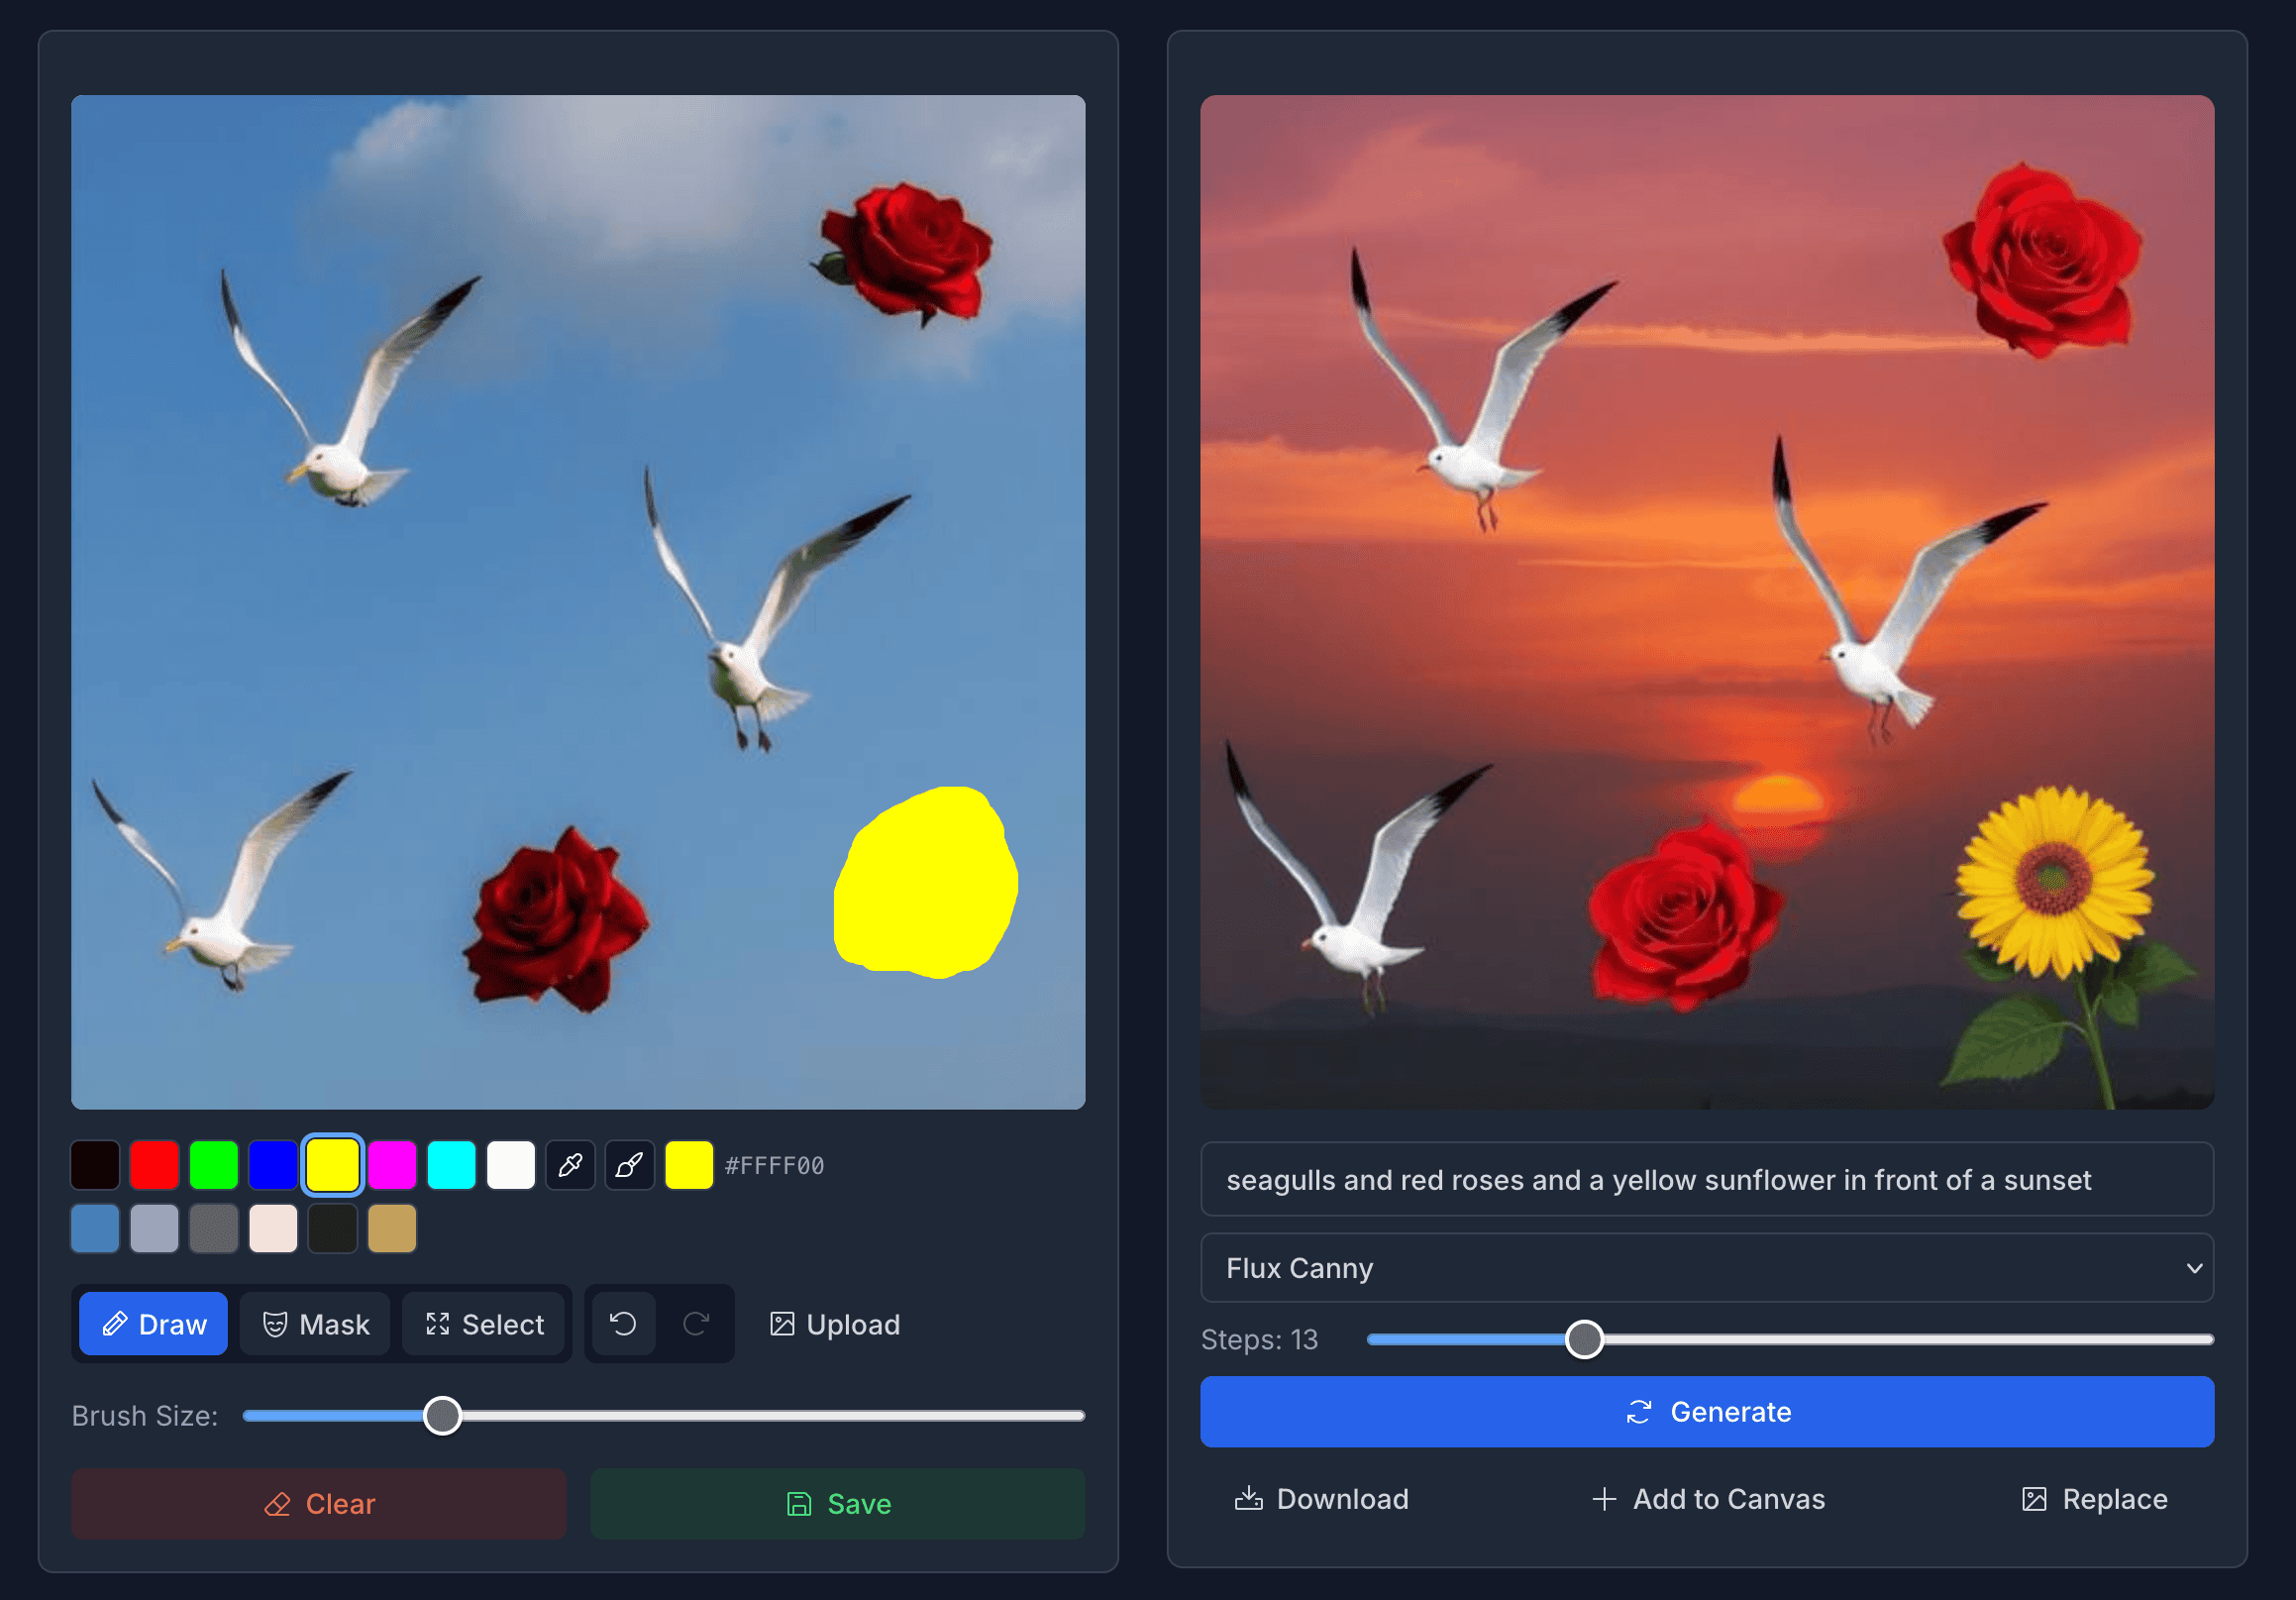 #FFFF00
Draw
Mask
Select
Upload
Brush Size:
Clear
Save
seagulls and red roses and a yellow sunflower in front of a sunset
Flux Canny
Steps: 13
Generate
Download
Add to Canvas
Replace